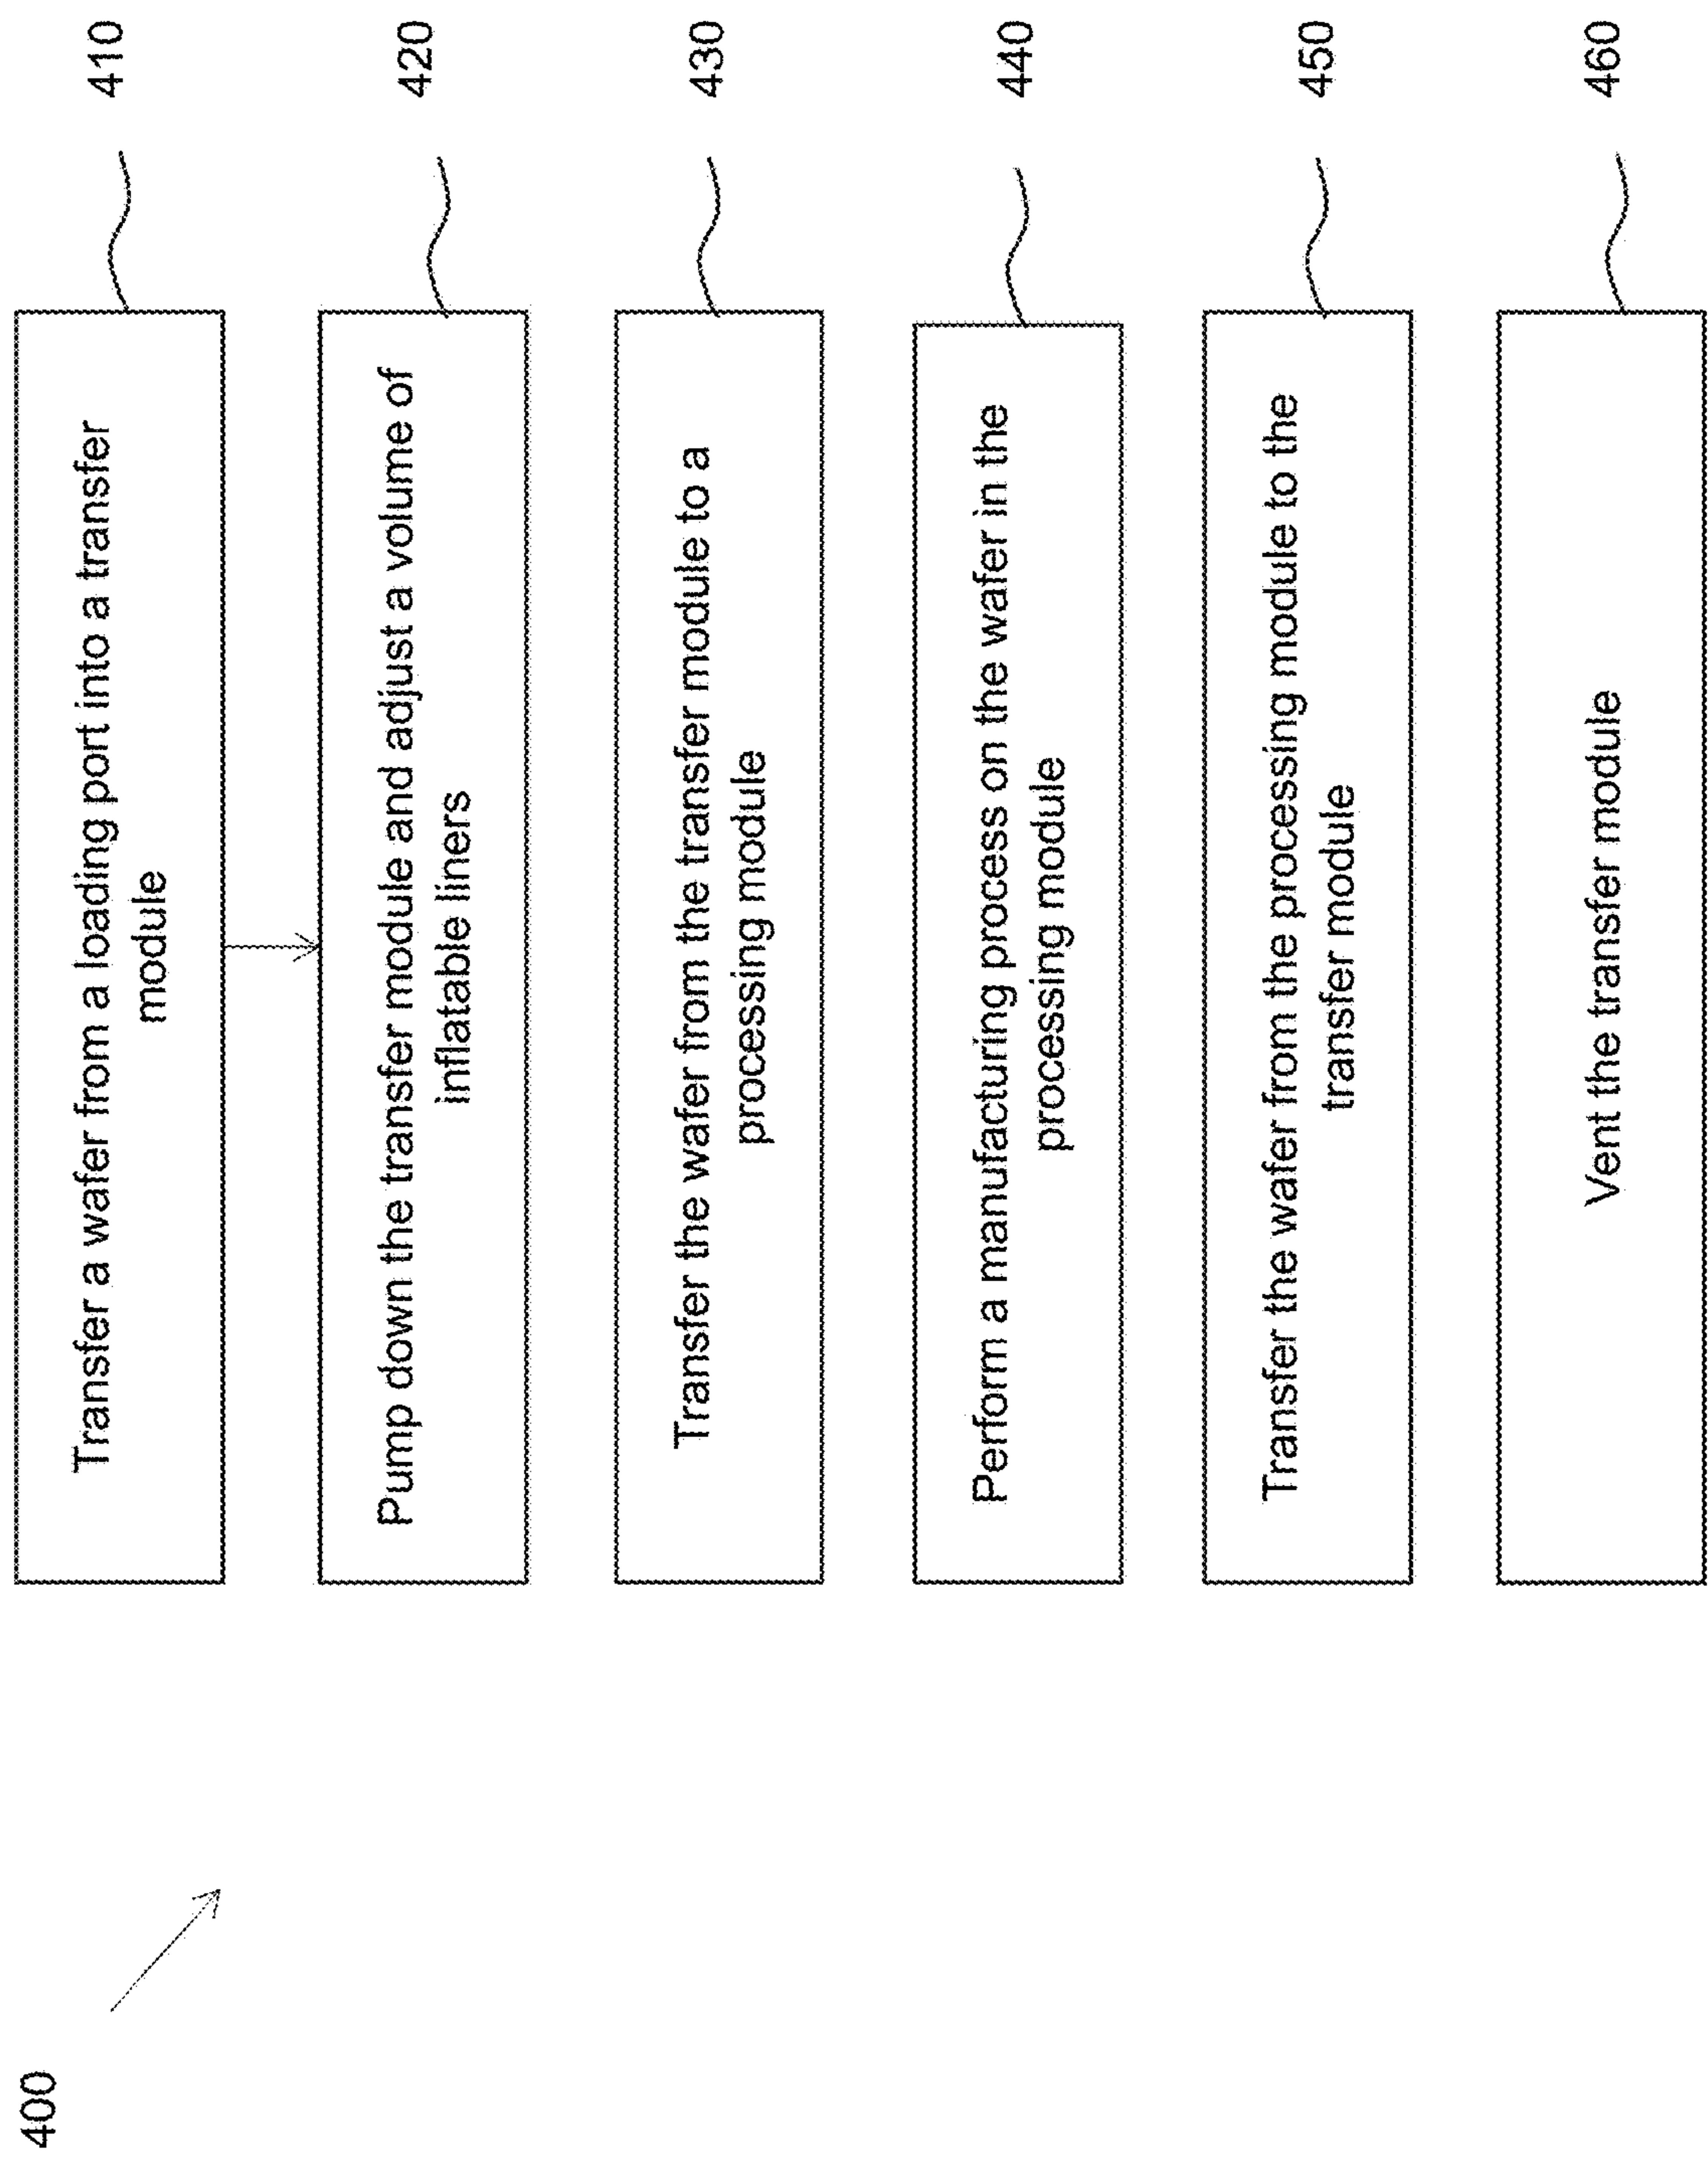 400
Transfer a wafer from a loading port into a transfer
module
410
Pump down the transfer module and adjust a volume of
inflatable liners
420
Transfer the wafer from the transfer module to a
processing module
430
Perform a manufacturing process on the wafer in the
processing module
440
Transfer the wafer from the processing module to the
transfer module
450
Vent the transfer module
460